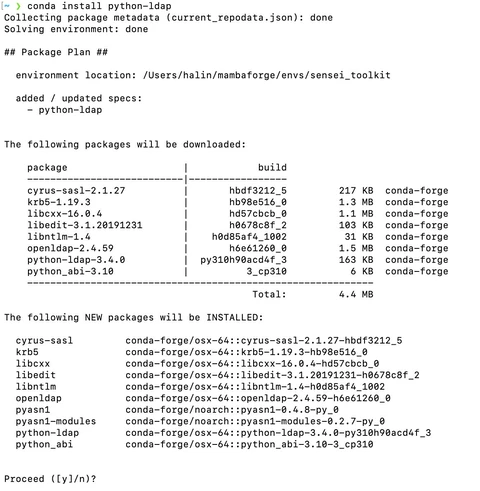 [~ ❯ conda install python-ldap
Collecting package metadata (current_repodata.json): done
Solving environment: done
## Package Plan ##
environment location: /Users/halin/mambaforge/envs/sensei_toolkit
added / updated specs:
- python-ldap
The following packages will be downloaded:
package | build
---------------------------|-----------------
cyrus-sasl-2.1.27 | hbdf3212_5 217 KB conda-forge
krb5-1.19.3 | hb98e516_0 1.3 MB conda-forge
libcxx-16.0.4 | hd57cbcb_0 1.1 MB conda-forge
libedit-3.1.20191231 | h0678c8f_2 103 KB conda-forge
libntlm-1.4 | h0d85af4_1002 31 KB conda-forge
openldap-2.4.59 | h6e61260_0 1.5 MB conda-forge
python-ldap-3.4.0 | py310h90acd4f_3 163 KB conda-forge
python_abi-3.10 | 3_cp310 6 KB conda-forge
------------------------------------------------------------
Total: 4.4 MB
The following NEW packages will be INSTALLED:
cyrus-sasl conda-forge/osx-64::cyrus-sasl-2.1.27-hbdf3212_5
krb5 conda-forge/osx-64::krb5-1.19.3-hb98e516_0
libcxx conda-forge/osx-64::libcxx-16.0.4-hd57cbcb_0
libedit conda-forge/osx-64::libedit-3.1.20191231-h0678c8f_2
libntlm conda-forge/osx-64::libntlm-1.4-h0d85af4_1002
openldap conda-forge/osx-64::openldap-2.4.59-h6e61260_0
pyasn1 conda-forge/noarch::pyasn1-0.4.8-py_0
pyasn1-modules conda-forge/noarch::pyasn1-modules-0.2.7-py_0
python-ldap conda-forge/osx-64::python-ldap-3.4.0-py310h90acd4f_3
python_abi conda-forge/osx-64::python_abi-3.10-3_cp310
Proceed ([y]/n)?